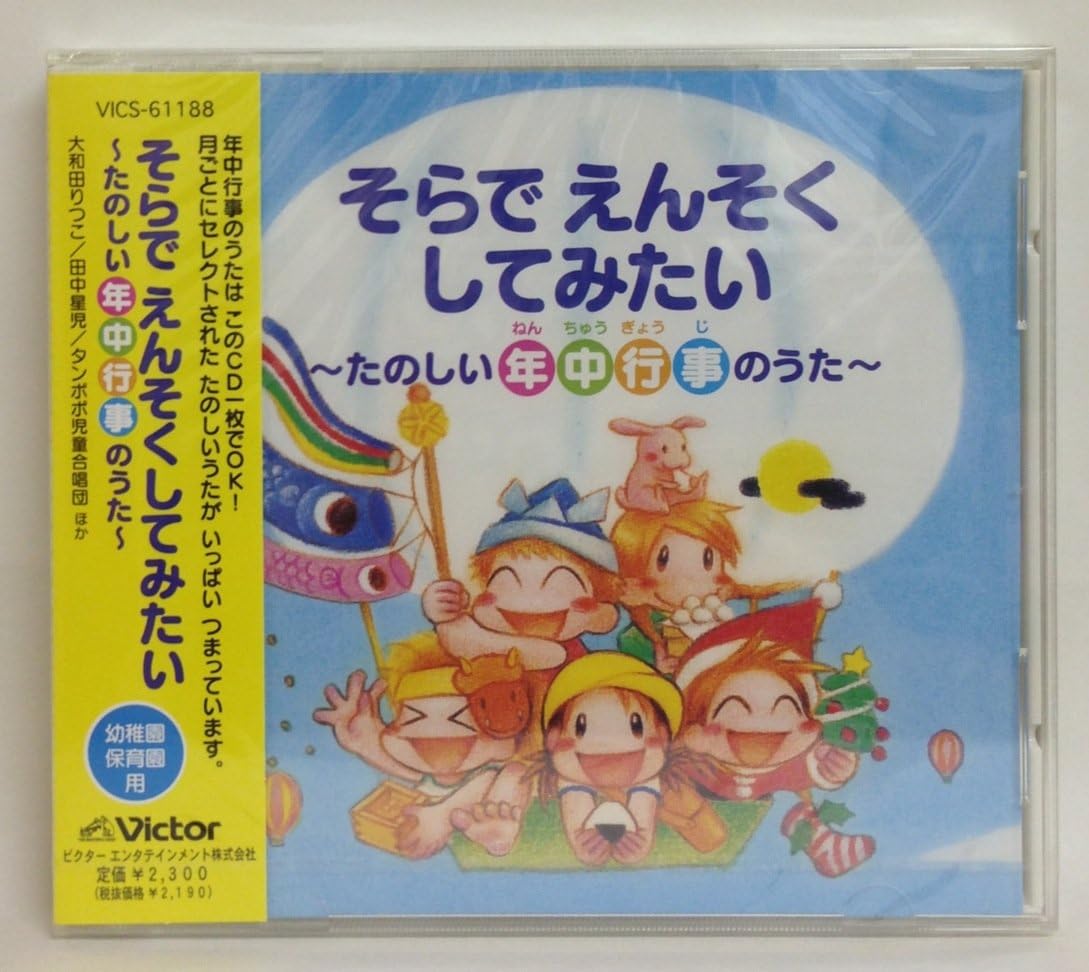 VICS-61188
年中行事のうたは このCD一枚でOK！
月ごとにセレクトされた たのしいうたが いっぱい つまっています。
そらで えんそくしてみたい
～たのしい年中行事のうた～
大和田りつこ／田中星児／タンポポ児童合唱団 ほか
幼稚園
保育園
用
Victor
ビクター エンタテインメント株式会社
定価 ¥2,300
(税抜価格 ¥2,190)
そらで えんそく
してみたい
ねん ちゅう ぎょう じ
～たのしい年中行事のうた～